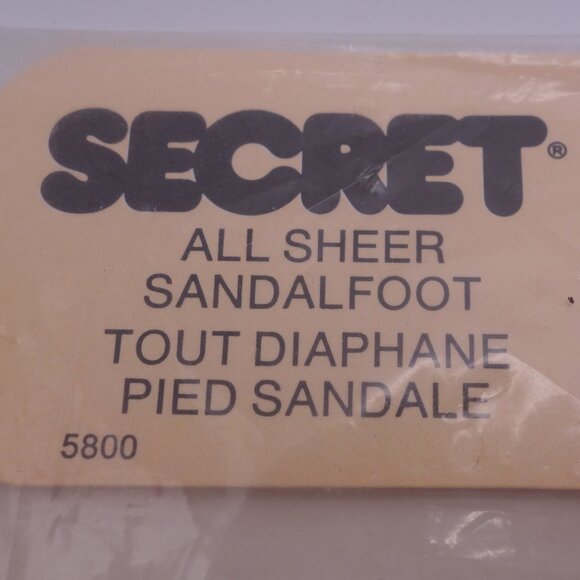 SECRET®
ALL SHEER
SANDALFOOT
TOUT DIAPHANE
PIED SANDALE
5800